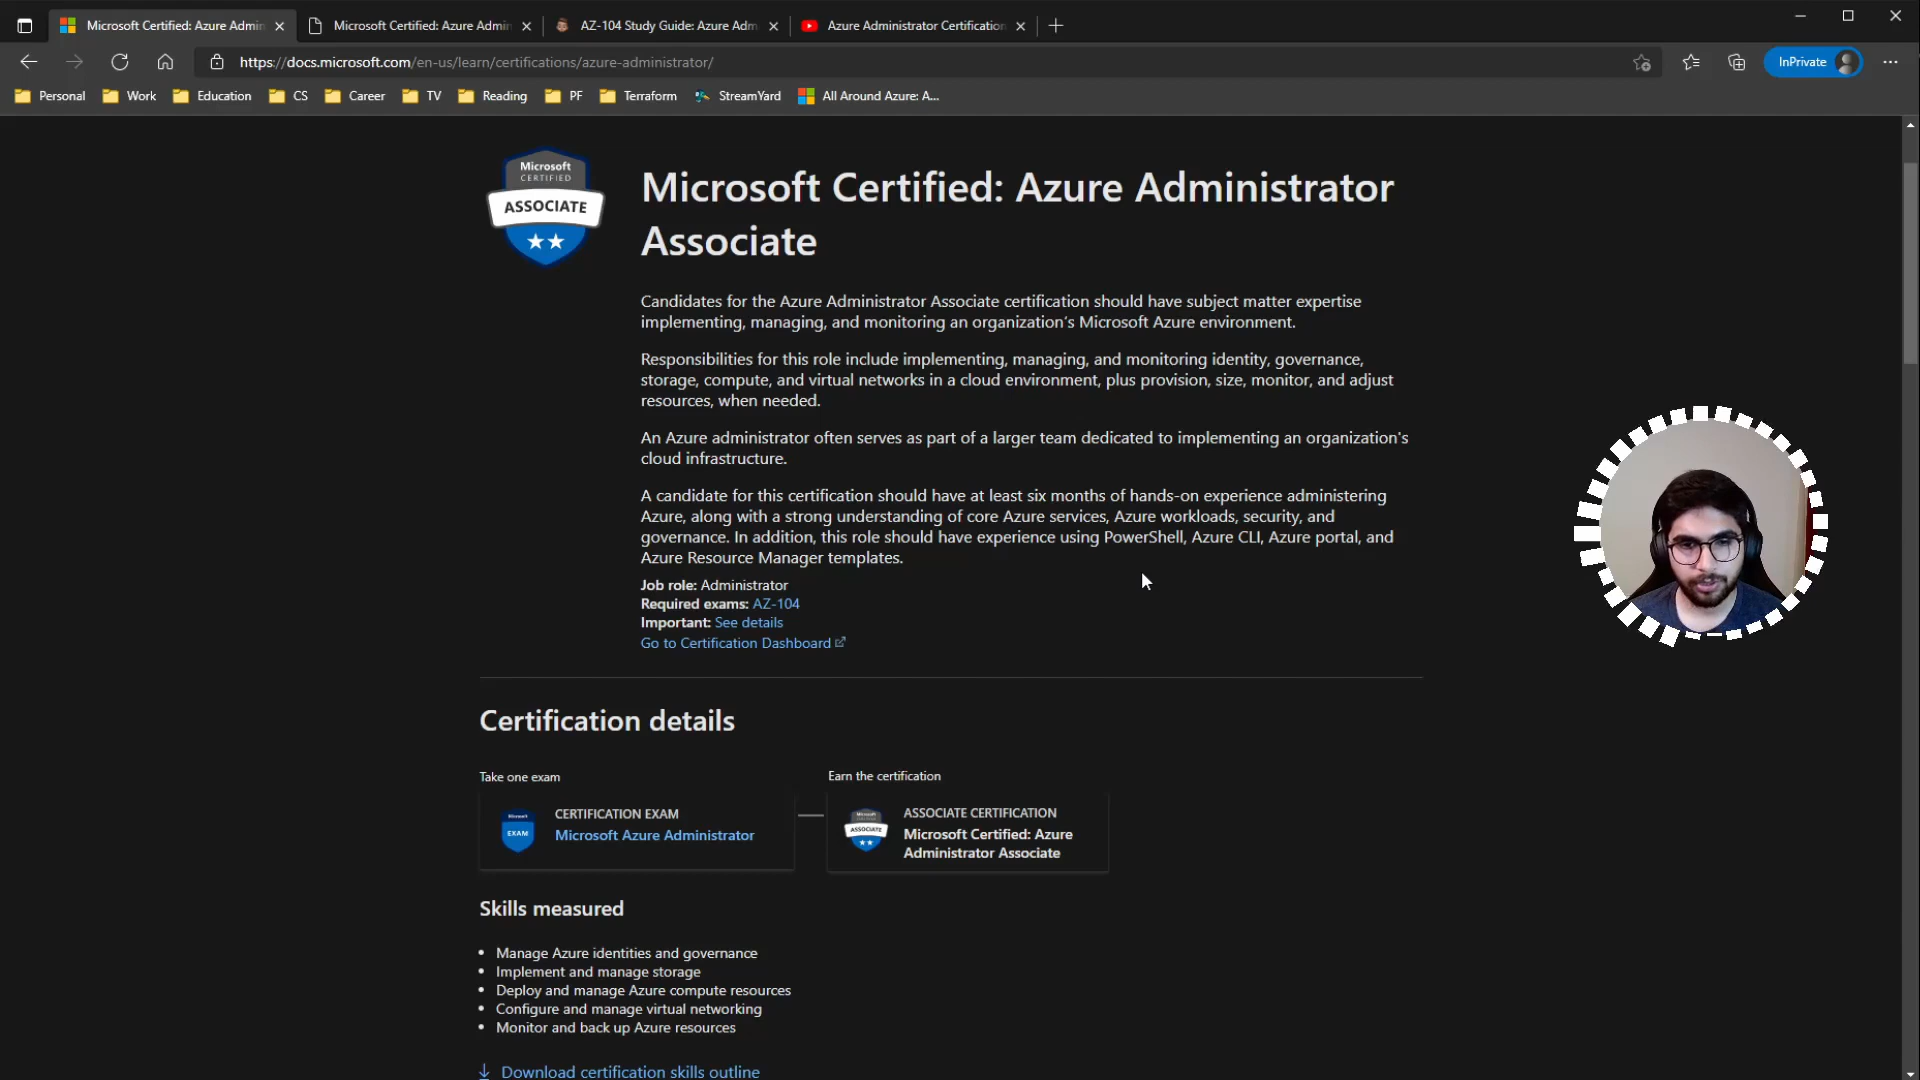 Microsoft Certified: Azure Admin
Microsoft Certified: Azure Admin
AZ-104 Study Guide: Azure Adm
Azure Administrator Certification
https://docs.microsoft.com/en-us/learn/certifications/azure-administrator/
InPrivate
Personal
Work
Education
CS
Career
TV
Reading
PF
Terraform
StreamYard
All Around Azure: A...
Microsoft
CERTIFIED
ASSOCIATE
Microsoft Certified: Azure Administrator
Associate
Candidates for the Azure Administrator Associate certification should have subject matter expertise
implementing, managing, and monitoring an organization's Microsoft Azure environment.
Responsibilities for this role include implementing, managing, and monitoring identity, governance,
storage, compute, and virtual networks in a cloud environment, plus provision, size, monitor, and adjust
resources, when needed.
An Azure administrator often serves as part of a larger team dedicated to implementing an organization's
cloud infrastructure.
A candidate for this certification should have at least six months of hands-on experience administering
Azure, along with a strong understanding of core Azure services, Azure workloads, security, and
governance. In addition, this role should have experience using PowerShell, Azure CLI, Azure portal, and
Azure Resource Manager templates.
Job role: Administrator
Required exams: AZ-104
Important: See details
Go to Certification Dashboard
Certification details
Take one exam
Microsoft
EXAM
CERTIFICATION EXAM
Microsoft Azure Administrator
Earn the certification
Microsoft
ASSOCIATE
ASSOCIATE CERTIFICATION
Microsoft Certified: Azure
Administrator Associate
Skills measured
• Manage Azure identities and governance
• Implement and manage storage
• Deploy and manage Azure compute resources
• Configure and manage virtual networking
• Monitor and back up Azure resources
Download certification skills outline